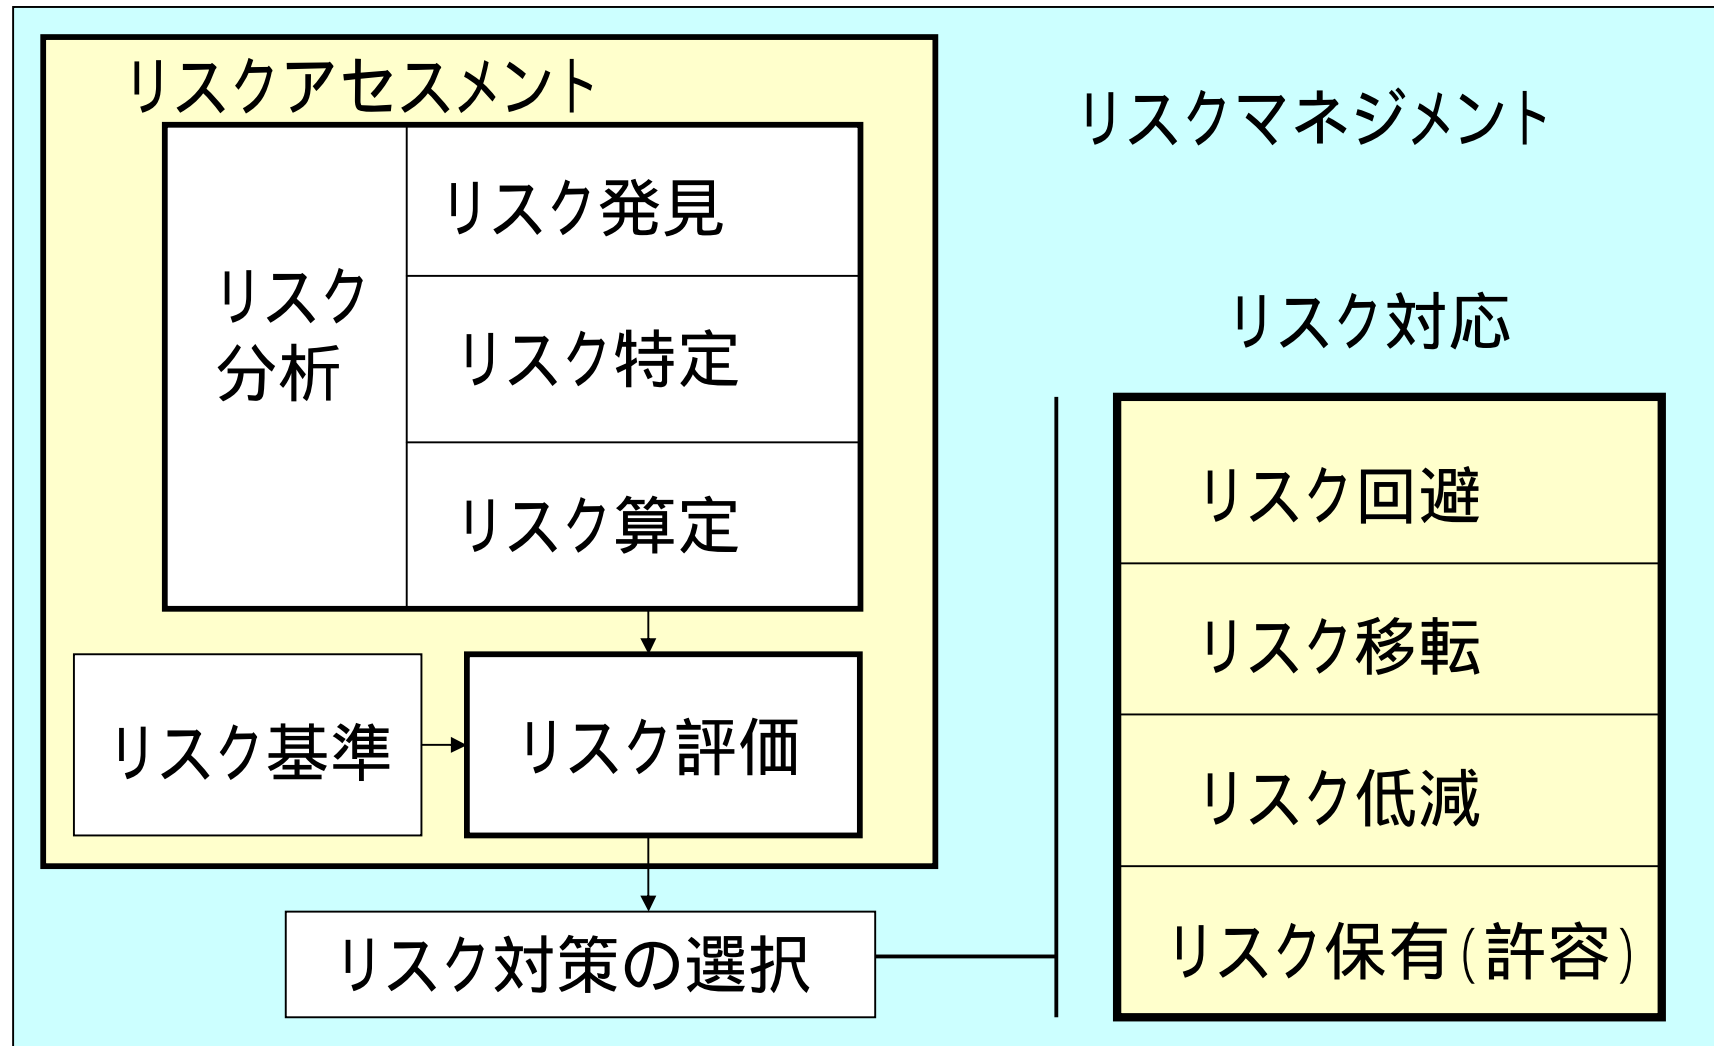 リスクアセスメント
リスク
分析
リスク発見
リスク特定
リスク算定
リスク基準
リスク評価
リスク対策の選択
リスクマネジメント
リスク対応
リスク回避
リスク移転
リスク低減
リスク保有(許容)